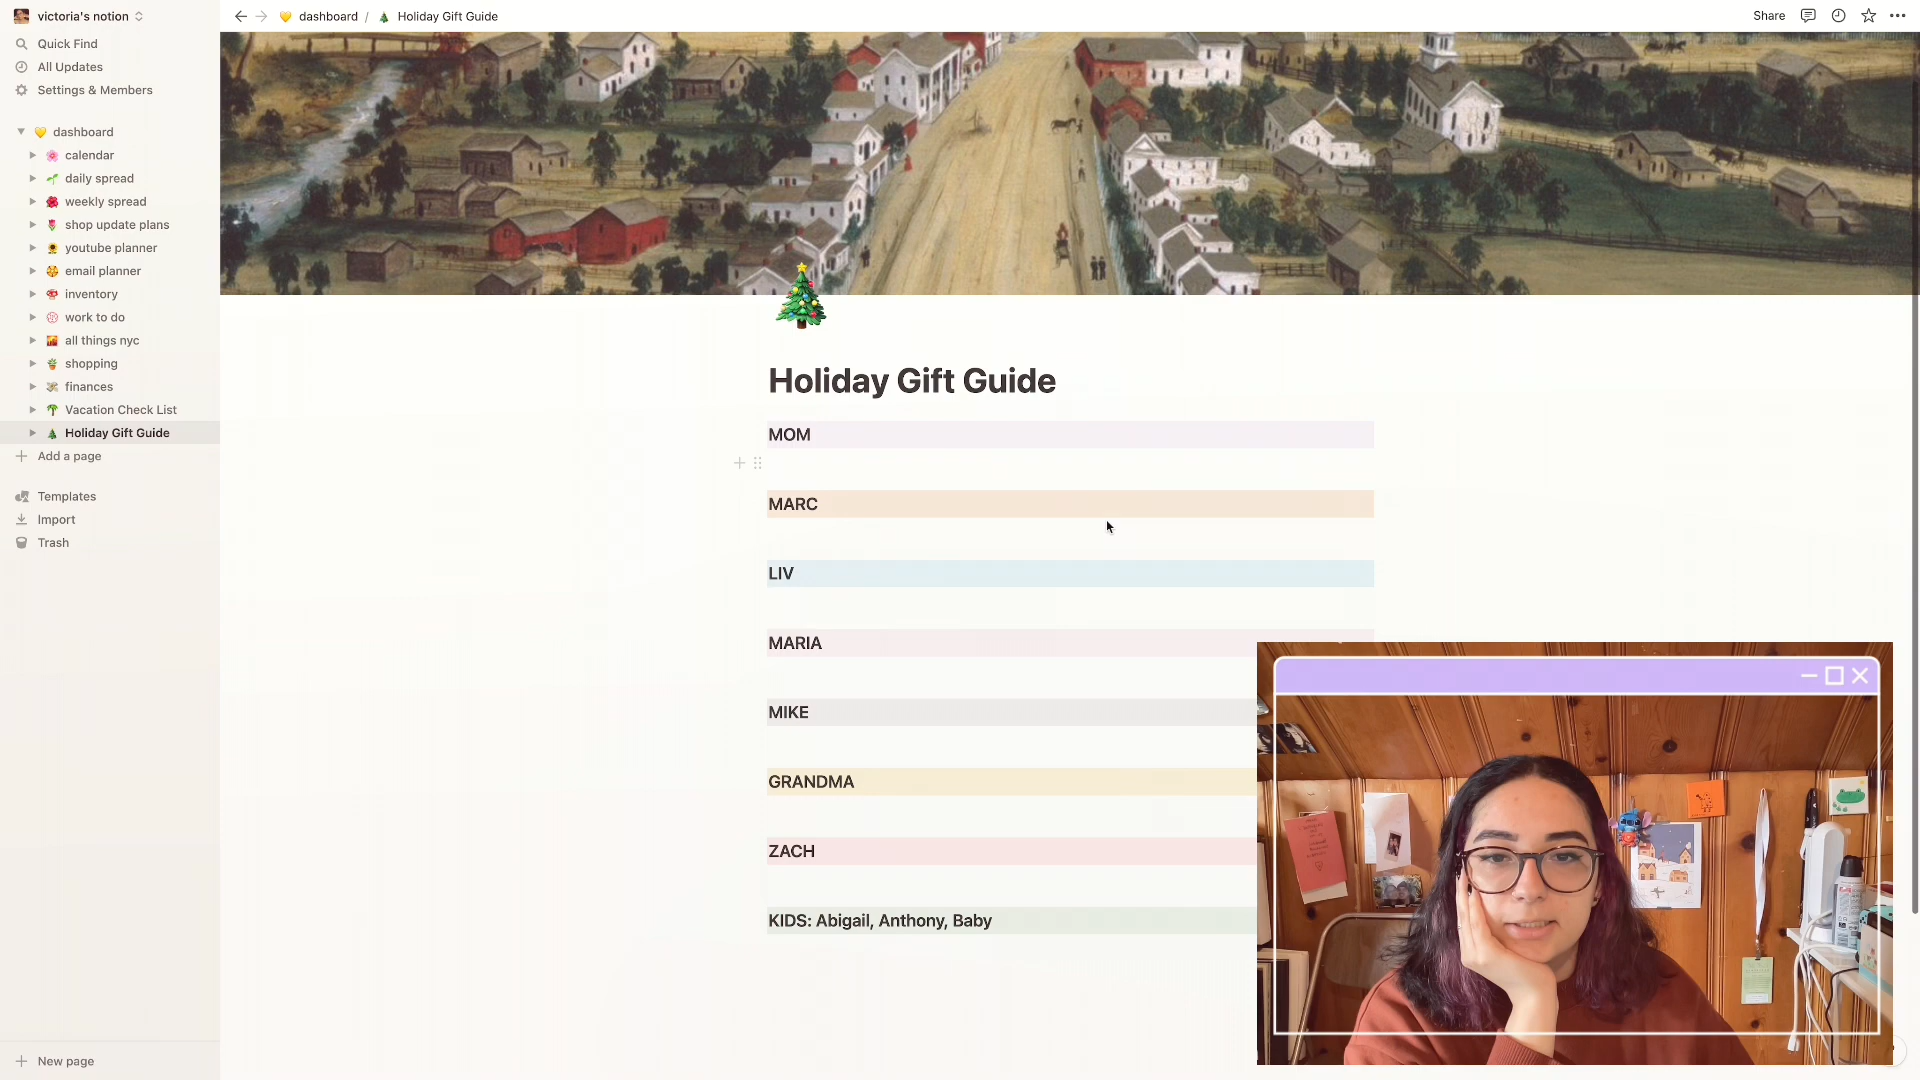 victoria's notion
Quick Find
All Updates
Settings & Members
dashboard
calendar
daily spread
weekly spread
shop update plans
youtube planner
email planner
inventory
work to do
all things nyc
shopping
finances
Vacation Check List
Holiday Gift Guide
Add a page
Templates
Import
Trash
New page
dashboard / Holiday Gift Guide
Share
Holiday Gift Guide
MOM
MARC
LIV
MARIA
MIKE
GRANDMA
ZACH
KIDS: Abigail, Anthony, Baby